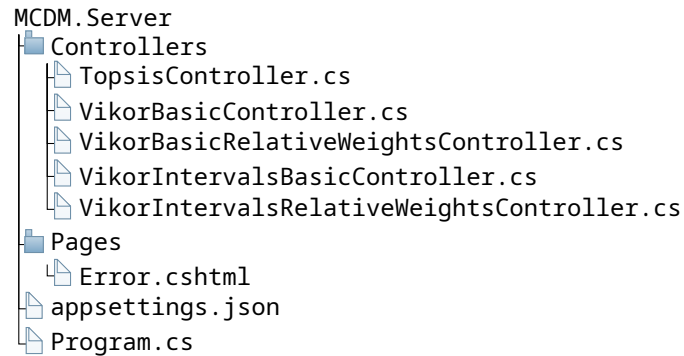 MCDM.Server
Controllers
TopsisController.cs
VikorBasicController.cs
VikorBasicRelativeWeightsController.cs
VikorIntervalsBasicController.cs
VikorIntervalsRelativeWeightsController.cs
Pages
Error.cshtml
appsettings.json
Program.cs